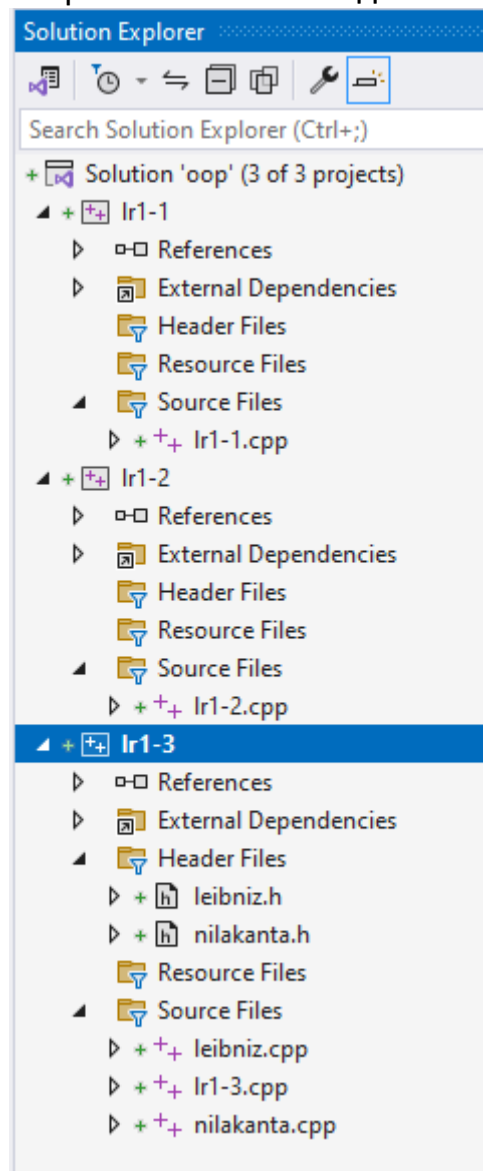 Solution Explorer
Search Solution Explorer (Ctrl+;)
Solution 'oop' (3 of 3 projects)
lr1-1
References
External Dependencies
Header Files
Resource Files
Source Files
lr1-1.cpp
lr1-2
References
External Dependencies
Header Files
Resource Files
Source Files
lr1-2.cpp
lr1-3
References
External Dependencies
Header Files
leibniz.h
nilakanta.h
Resource Files
Source Files
leibniz.cpp
lr1-3.cpp
nilakanta.cpp